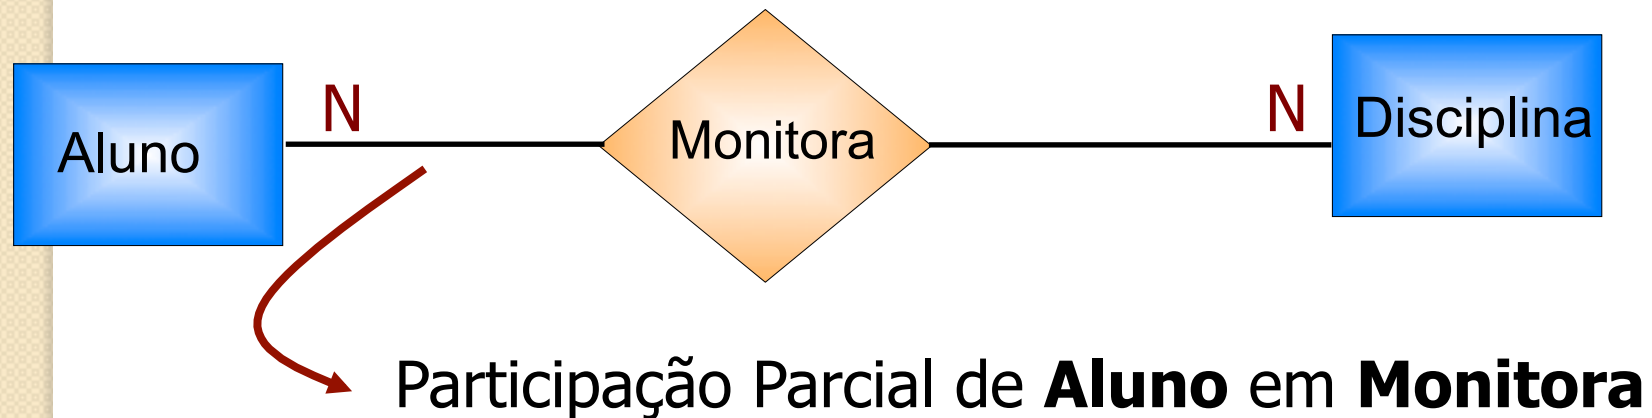 Aluno
N
Monitora
N
Disciplina
Participação Parcial de Aluno em Monitora